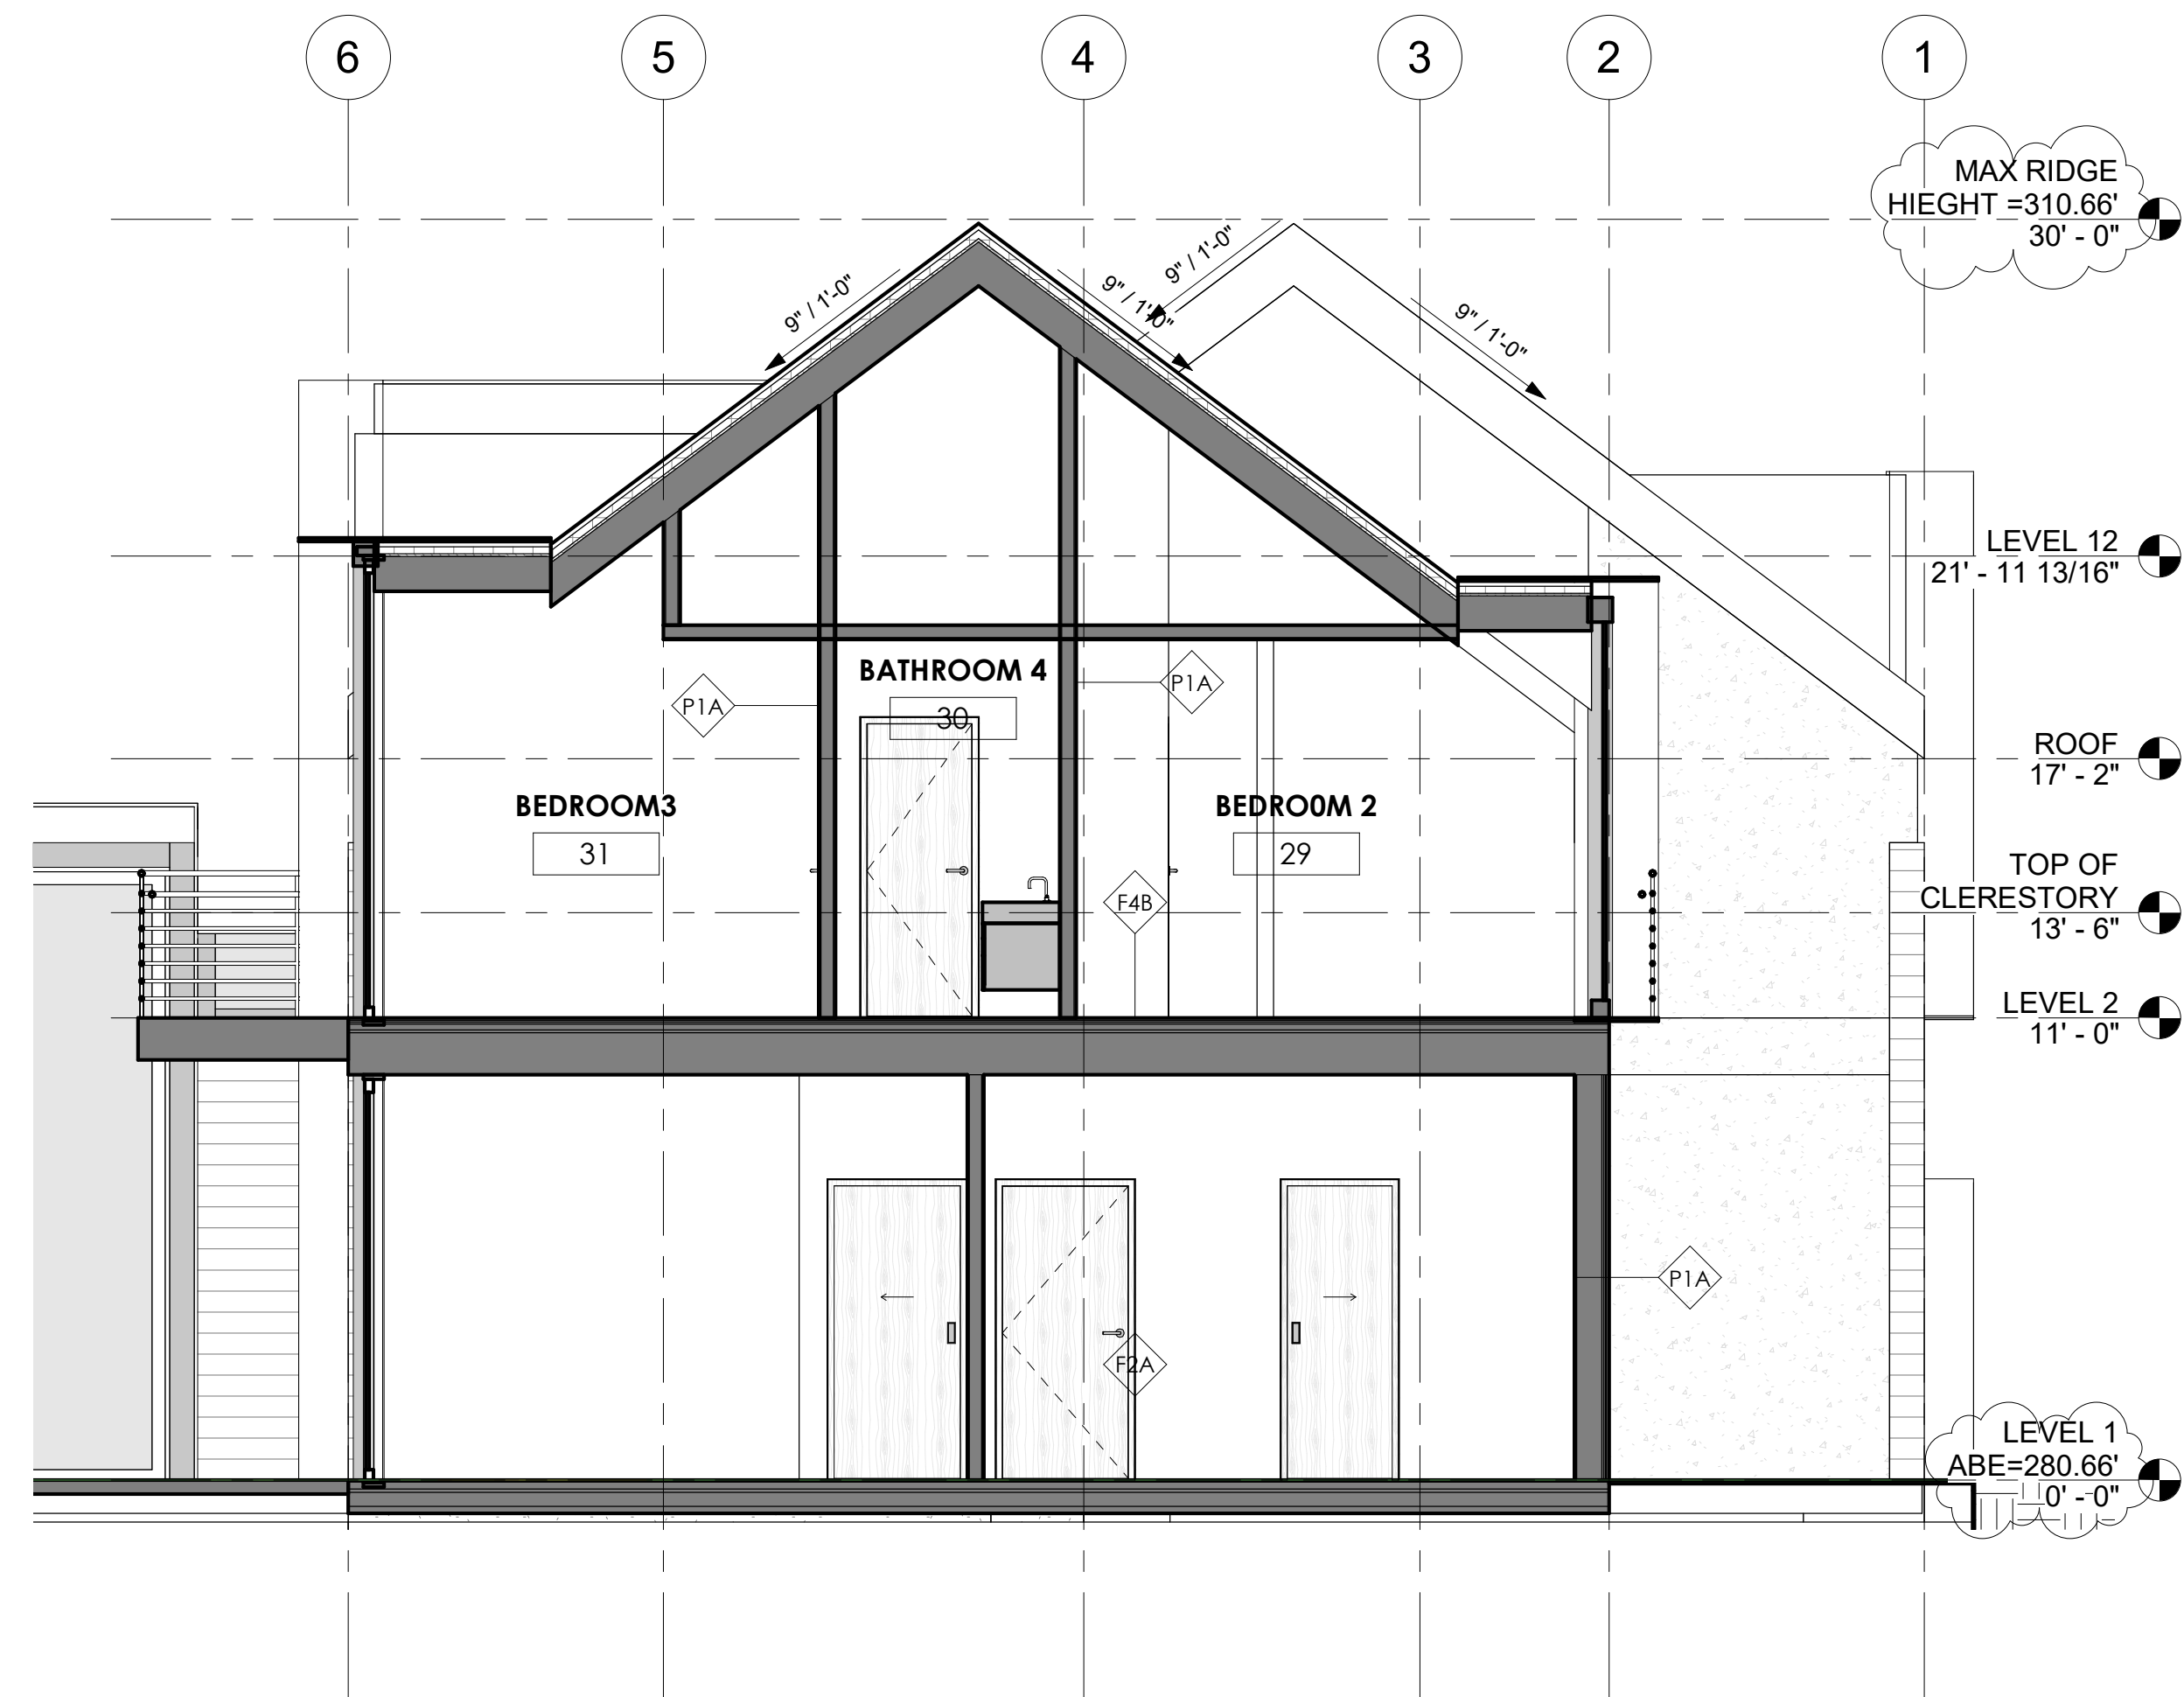 6
5
4
3
2
1
MAX RIDGE
HIEGHT =310.66'
30' - 0"
9" / 1'-0"
9" / 1'-0"
9" / 1'-0"
9" / 1'-0"
LEVEL 12
21' - 11 13/16"
BATHROOM 4
30
P1A
P1A
ROOF
17' - 2"
BEDROOM3
31
BEDRO0M 2
29
TOP OF
CLERESTORY
13' - 6"
F4B
LEVEL 2
11' - 0"
P1A
F2A
LEVEL 1
ABE=280.66'
0' - 0"